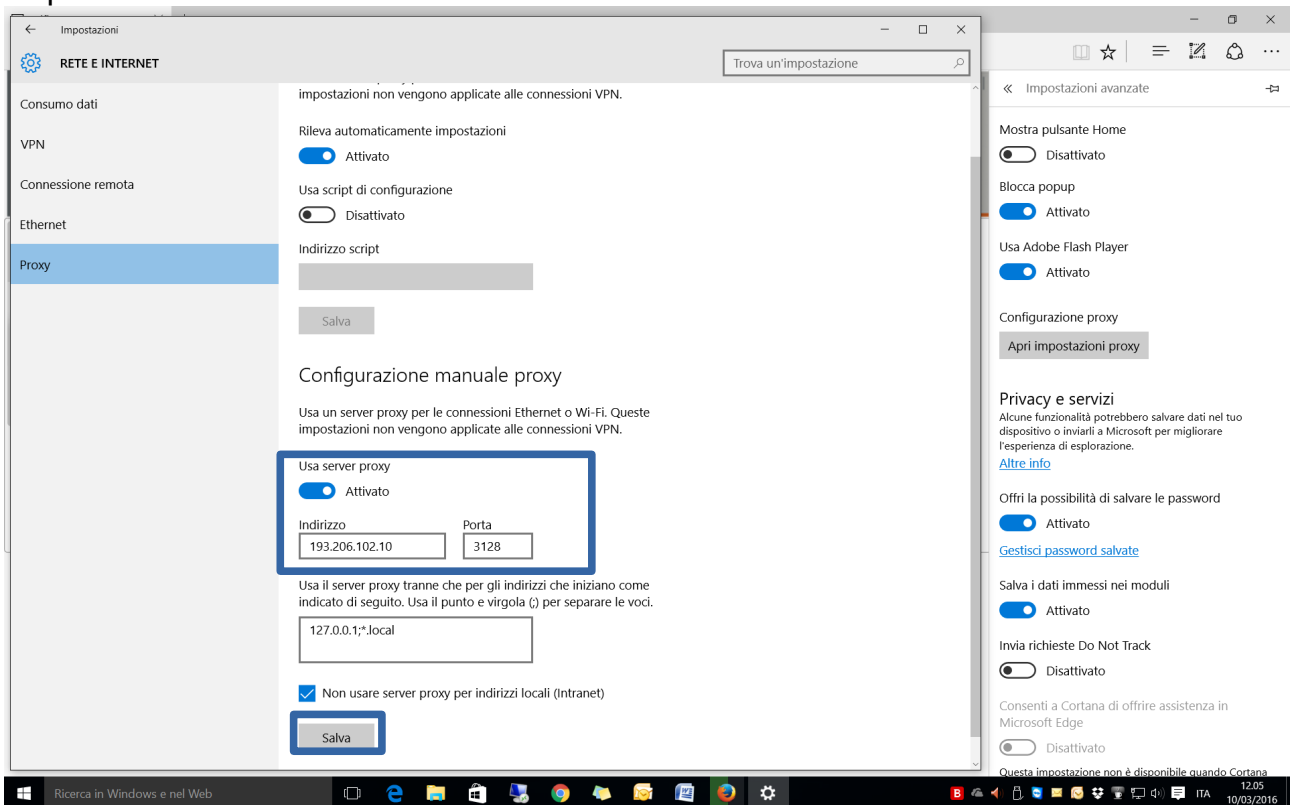 Impostazioni
RETE E INTERNET
Trova un'impostazione
Consumo dati
VPN
Connessione remota
Ethernet
Proxy
impostazioni non vengono applicate alle connessioni VPN.
Rileva automaticamente impostazioni
Attivato
Usa script di configurazione
Disattivato
Indirizzo script
Salva
Configurazione manuale proxy
Usa un server proxy per le connessioni Ethernet o Wi-Fi. Queste
impostazioni non vengono applicate alle connessioni VPN.
Usa server proxy
Attivato
Indirizzo Porta
193.206.102.10 3128
Usa il server proxy tranne che per gli indirizzi che iniziano come
indicato di seguito. Usa il punto e virgola (;) per separare le voci.
127.0.0.1;*.local
Non usare server proxy per indirizzi locali (Intranet)
Salva
Impostazioni avanzate
Mostra pulsante Home
Disattivato
Blocca popup
Attivato
Usa Adobe Flash Player
Attivato
Configurazione proxy
Apri impostazioni proxy
Privacy e servizi
Alcune funzionalità potrebbero salvare dati nel tuo
dispositivo o inviarli a Microsoft per migliorare
l'esperienza di esplorazione.
Altre info
Offri la possibilità di salvare le password
Attivato
Gestisci password salvate
Salva i dati immessi nei moduli
Attivato
Invia richieste Do Not Track
Disattivato
Consenti a Cortana di offrire assistenza in
Microsoft Edge
Disattivato
Questa impostazione non è disponibile quando Cortana
Ricerca in Windows e nel Web
ITA
12.05
10/03/2016